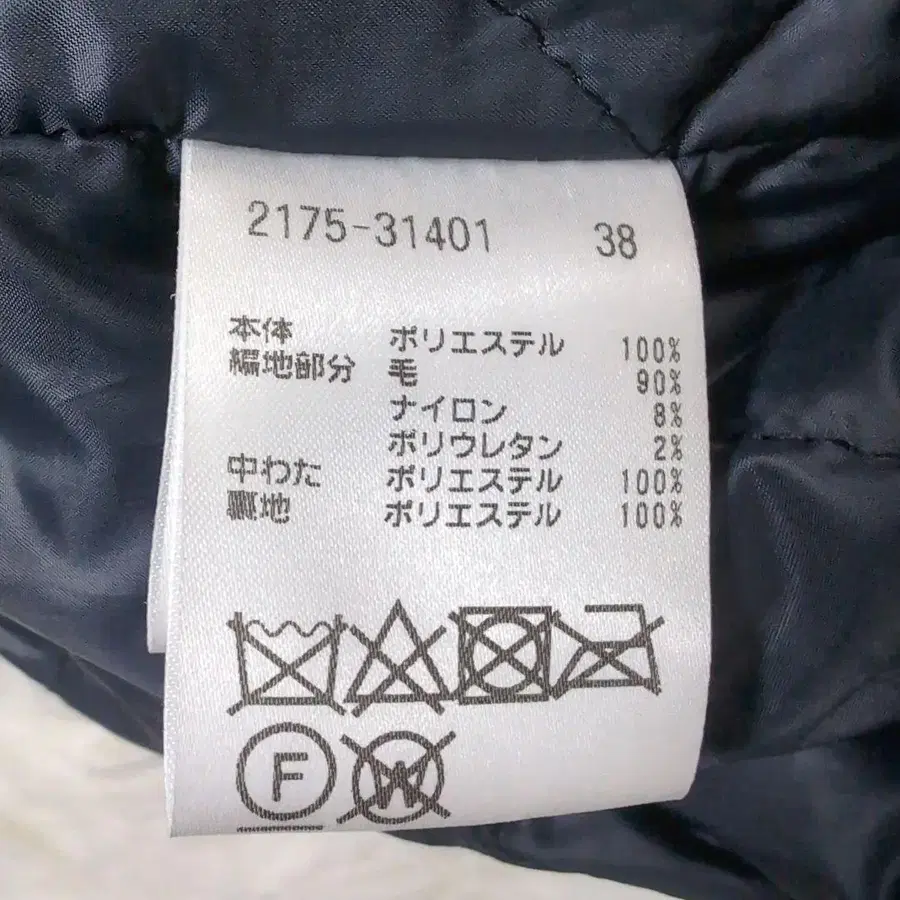 2175-31401 38
本体 ポリエステル 100%
編地部分 毛 90%
ナイロン 8%
ポリウレタン 2%
中わた ポリエステル 100%
裏地 ポリエステル 100%
F W